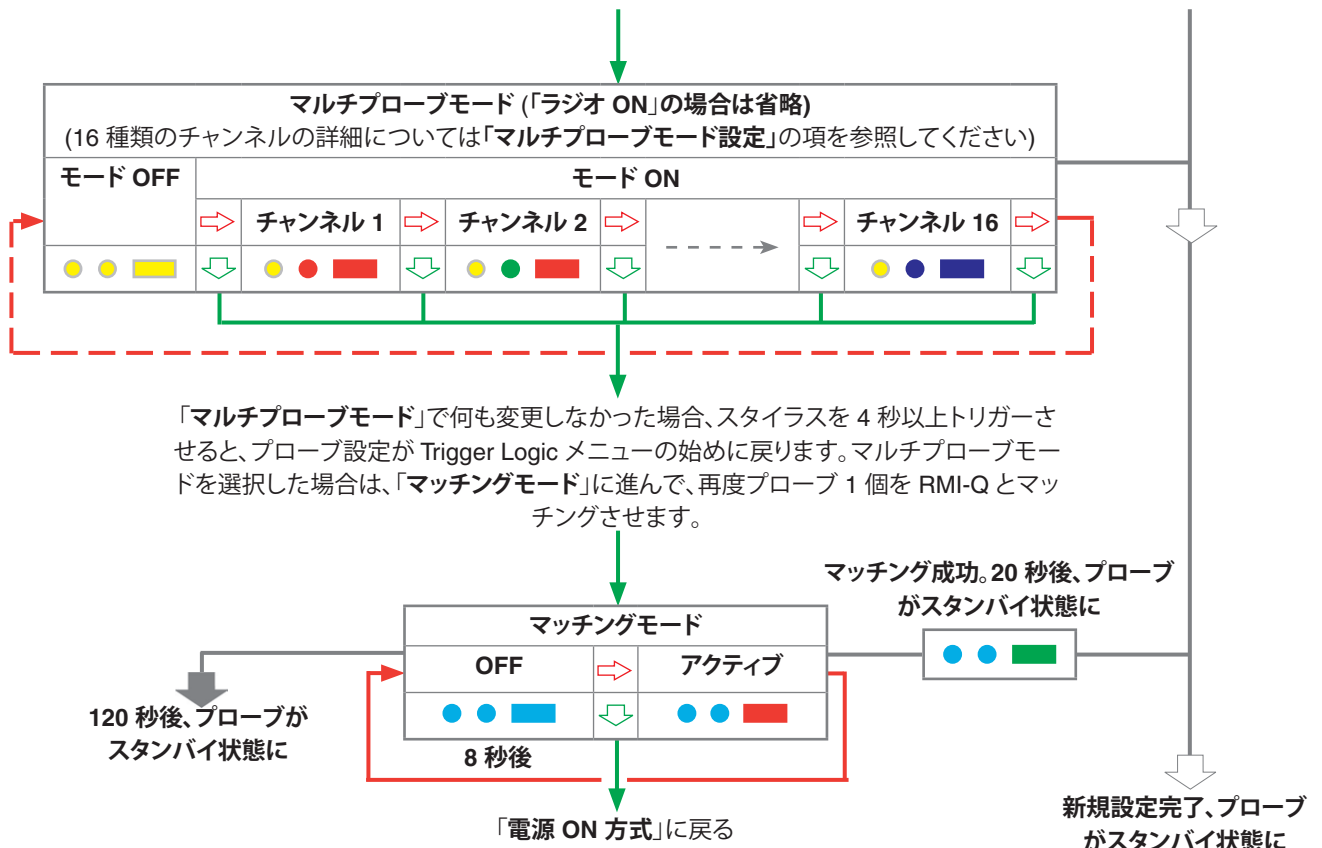 マルチプローブモード (「ラジオ ON」の場合は省略)
(16 種類のチャンネルの詳細については「マルチプローブモード設定」の項を参照してください)
モード OFF
モード ON
チャンネル 1
チャンネル 2
チャンネル 16
「マルチプローブモード」で何も変更しなかった場合、スタイラスを 4 秒以上トリガーさ
せると、プローブ設定が Trigger Logic メニューの始めに戻ります。マルチプローブモー
ドを選択した場合は、「マッチングモード」に進んで、再度プローブ 1 個を RMI-Q とマッ
チングさせます。
マッチング成功。20 秒後、プローブ
がスタンバイ状態に
マッチングモード
OFF
アクティブ
120 秒後、プローブが
スタンバイ状態に
8 秒後
「電源 ON 方式」に戻る
新規設定完了、プローブ
がスタンバイ状態に